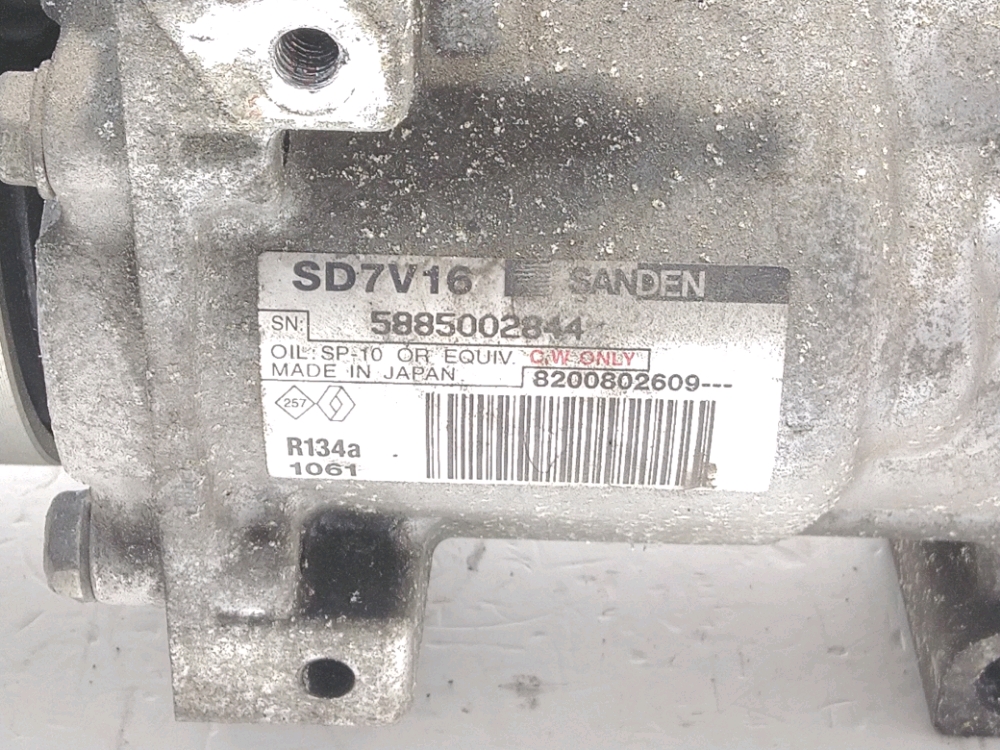 SD7V16 SANDEN
SN: 5885002844
OIL: SP-10 OR EQUIV. C.W ONLY
MADE IN JAPAN 8200802609---
257
R134a
1061